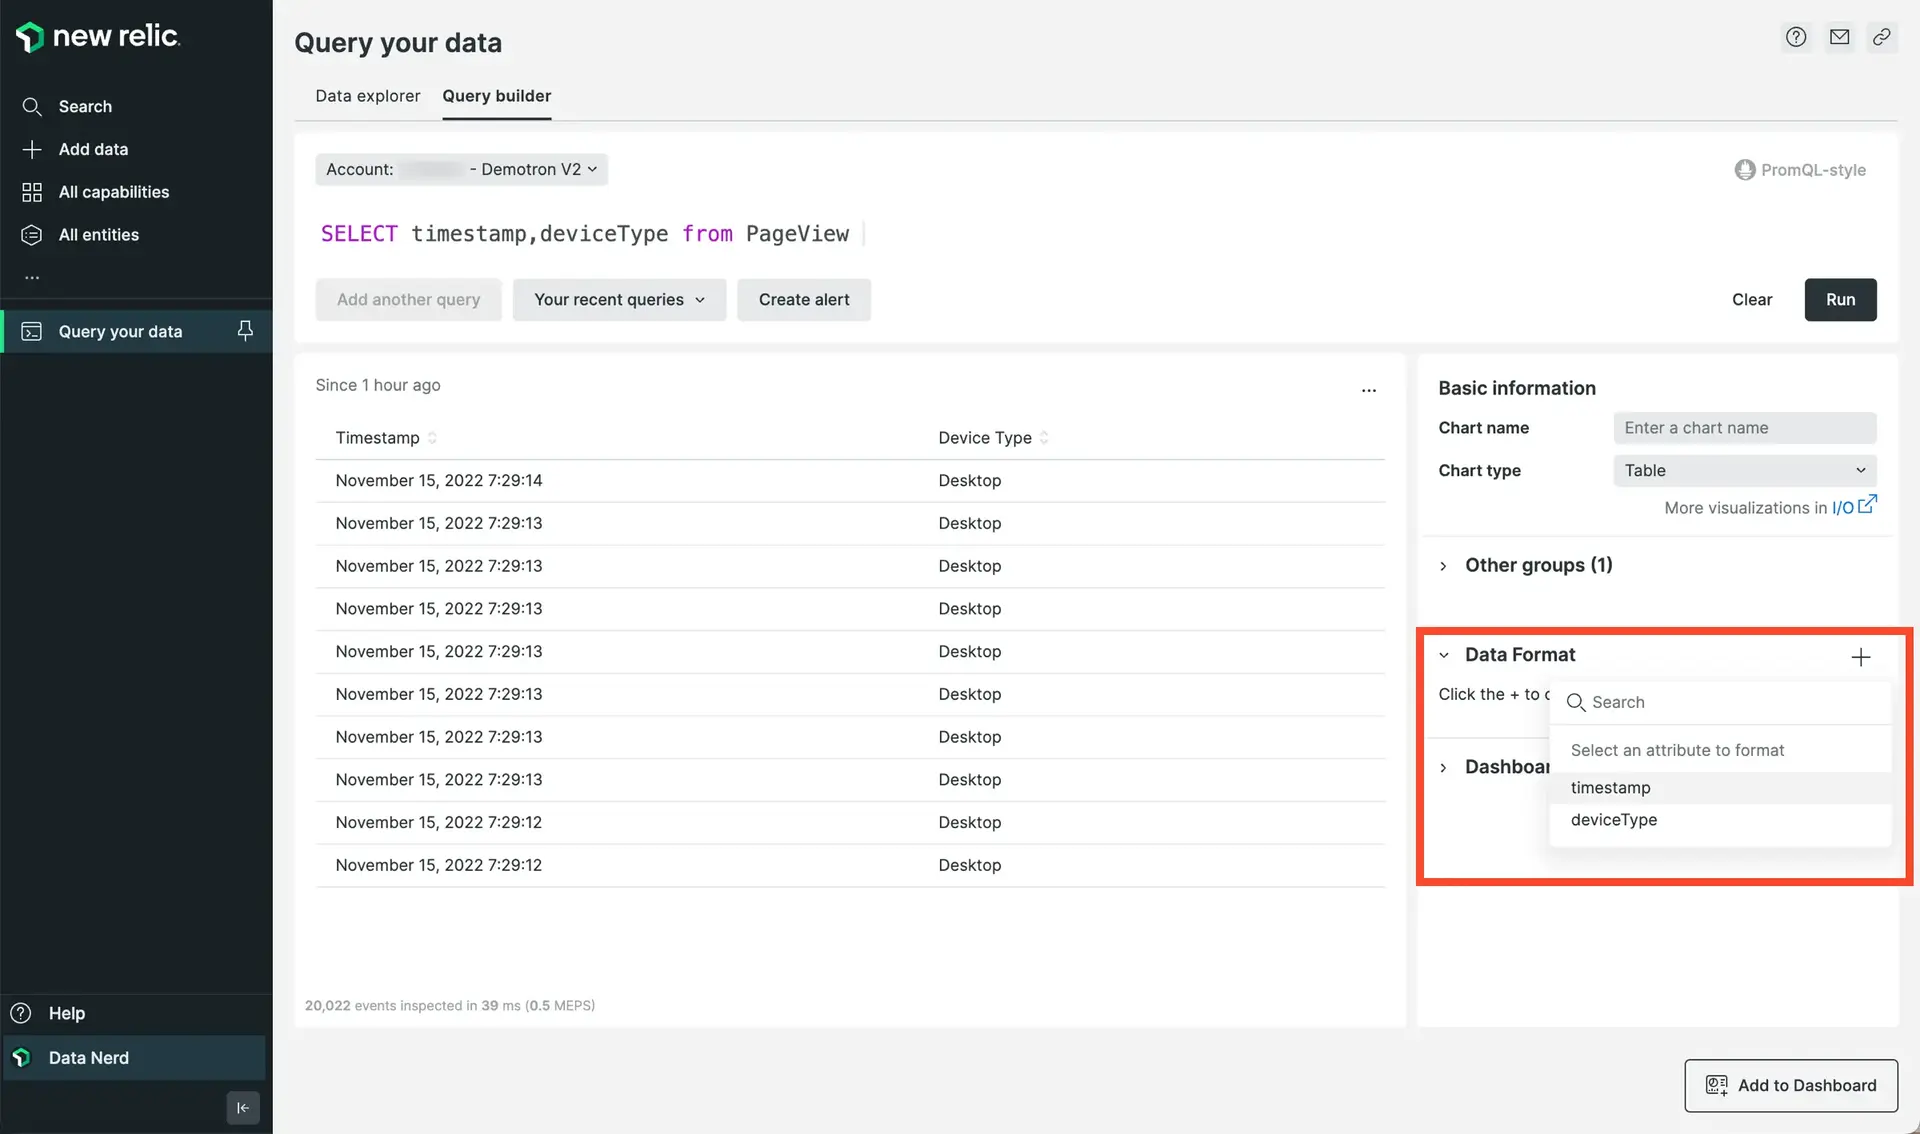 new relic.
Search
Add data
All capabilities
All entities
...
Query your data
Help
Data Nerd
Query your data
Data explorer
Query builder
Account: - Demotron V2
PromQL-style
SELECT timestamp,deviceType from PageView
Add another query
Your recent queries
Create alert
Clear
Run
Since 1 hour ago
...
Timestamp Device Type
November 15, 2022 7:29:14 Desktop
November 15, 2022 7:29:13 Desktop
November 15, 2022 7:29:13 Desktop
November 15, 2022 7:29:13 Desktop
November 15, 2022 7:29:13 Desktop
November 15, 2022 7:29:13 Desktop
November 15, 2022 7:29:13 Desktop
November 15, 2022 7:29:13 Desktop
November 15, 2022 7:29:12 Desktop
November 15, 2022 7:29:12 Desktop
20,022 events inspected in 39 ms (0.5 MEPS)
Basic information
Chart name Enter a chart name
Chart type Table
More visualizations in I/O
Other groups (1)
Data Format
Click the + to
Search
Select an attribute to format
timestamp
deviceType
Add to Dashboard